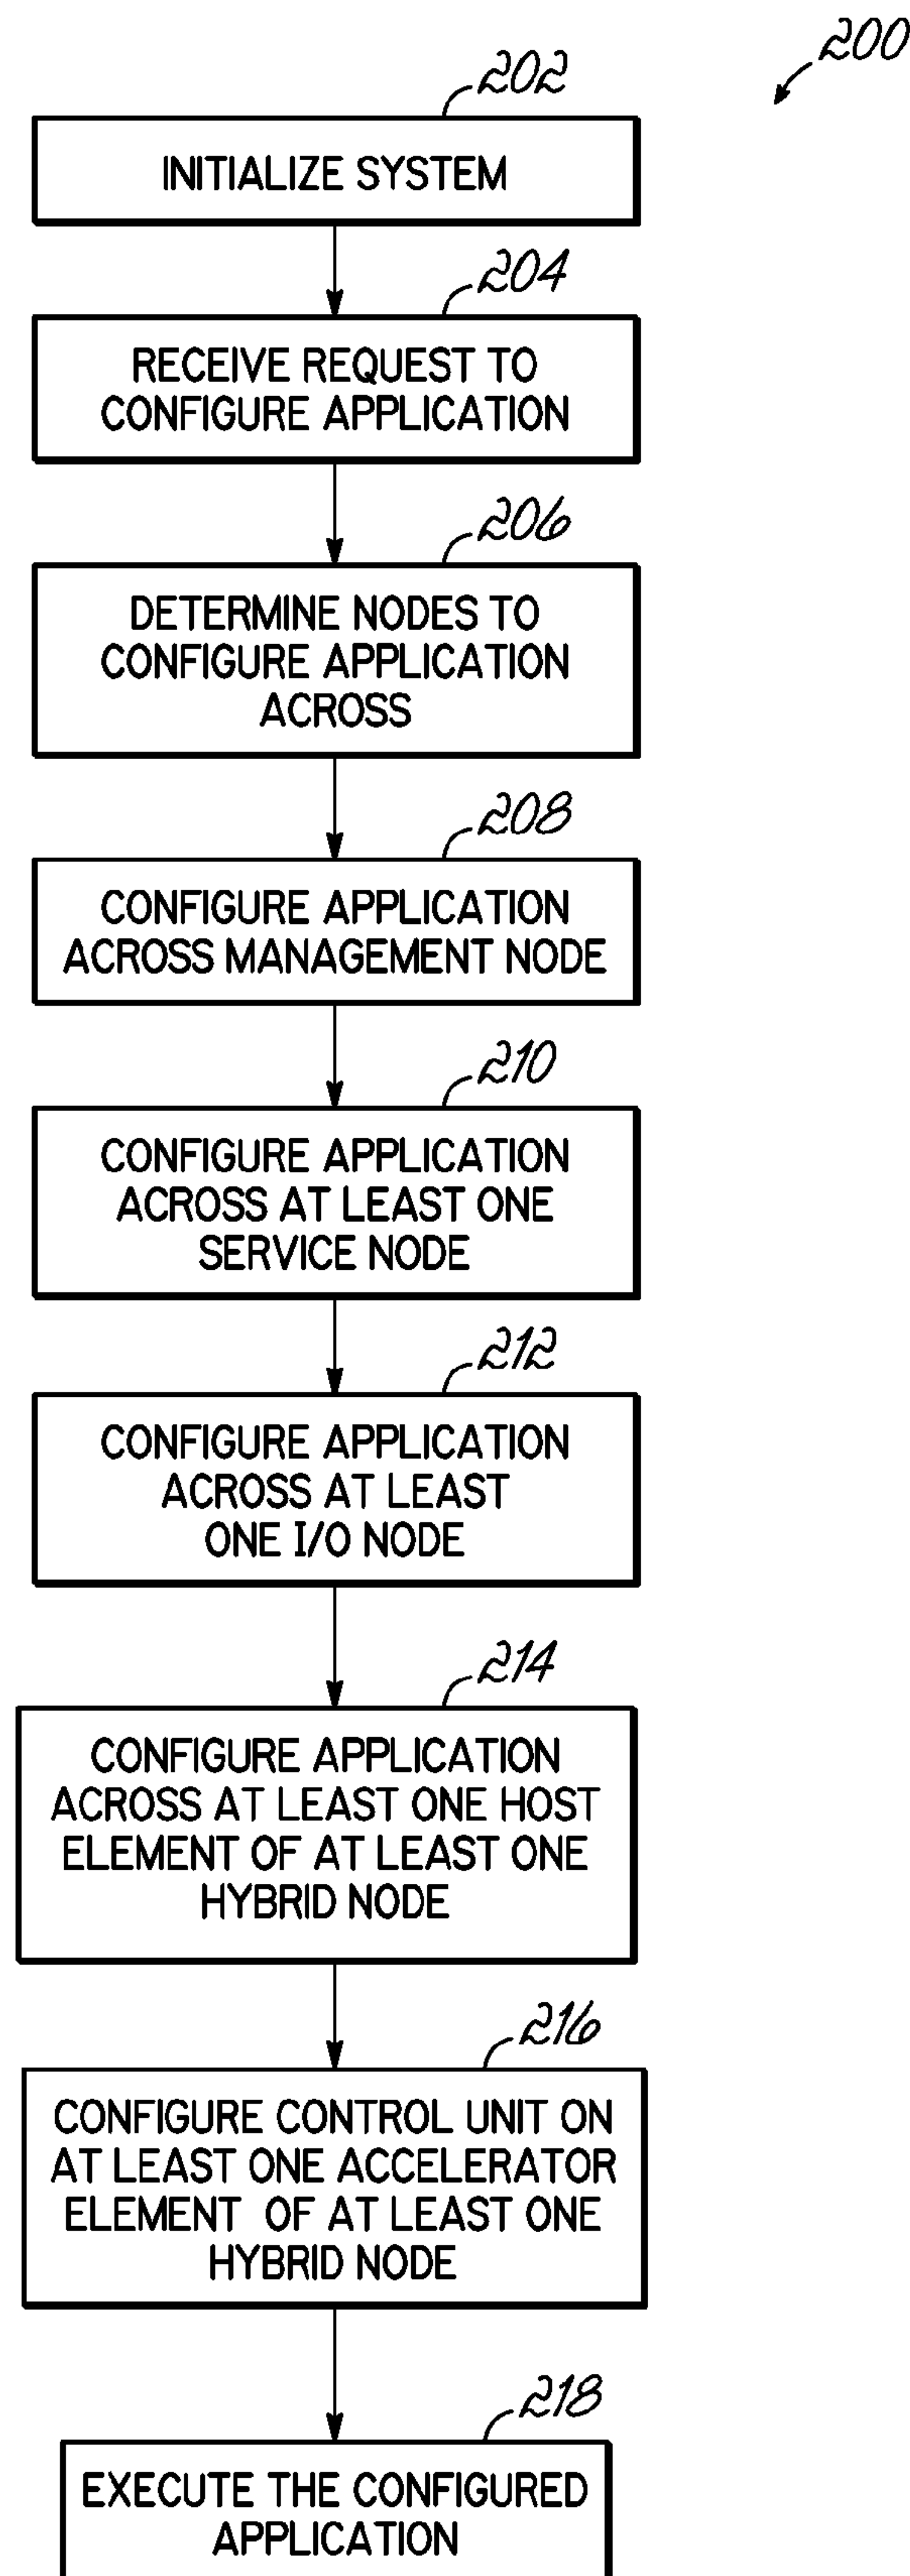 200
202
INITIALIZE SYSTEM
204
RECEIVE REQUEST TO
CONFIGURE APPLICATION
206
DETERMINE NODES TO
CONFIGURE APPLICATION
ACROSS
208
CONFIGURE APPLICATION
ACROSS MANAGEMENT NODE
210
CONFIGURE APPLICATION
ACROSS AT LEAST ONE
SERVICE NODE
212
CONFIGURE APPLICATION
ACROSS AT LEAST
ONE I/O NODE
214
CONFIGURE APPLICATION
ACROSS AT LEAST ONE HOST
ELEMENT OF AT LEAST ONE
HYBRID NODE
216
CONFIGURE CONTROL UNIT ON
AT LEAST ONE ACCELERATOR
ELEMENT OF AT LEAST ONE
HYBRID NODE
218
EXECUTE THE CONFIGURED
APPLICATION